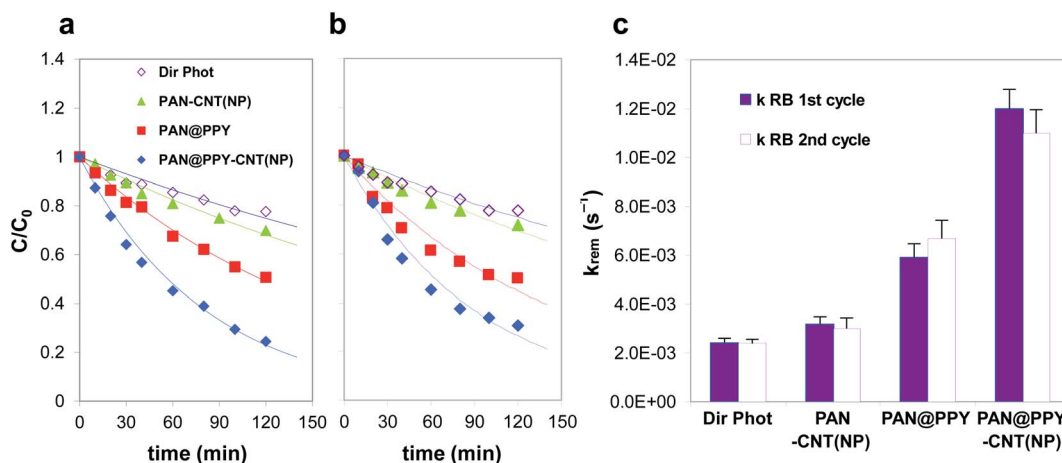 a
b
c
1.4
1.2
1
0.8
0.6
0.4
0.2
0
C/C₀
Dir Phot
PAN-CNT(NP)
PAN@PPY
PAN@PPY-CNT(NP)
0 30 60 90 120 150
time (min)
0 30 60 90 120 150
time (min)
1.4E-02
1.2E-02
1.0E-02
8.0E-03
6.0E-03
4.0E-03
2.0E-03
0.0E+00
k_rem (s⁻¹)
k RB 1st cycle
k RB 2nd cycle
Dir Phot
PAN
-CNT(NP)
PAN@PPY
PAN@PPY
-CNT(NP)